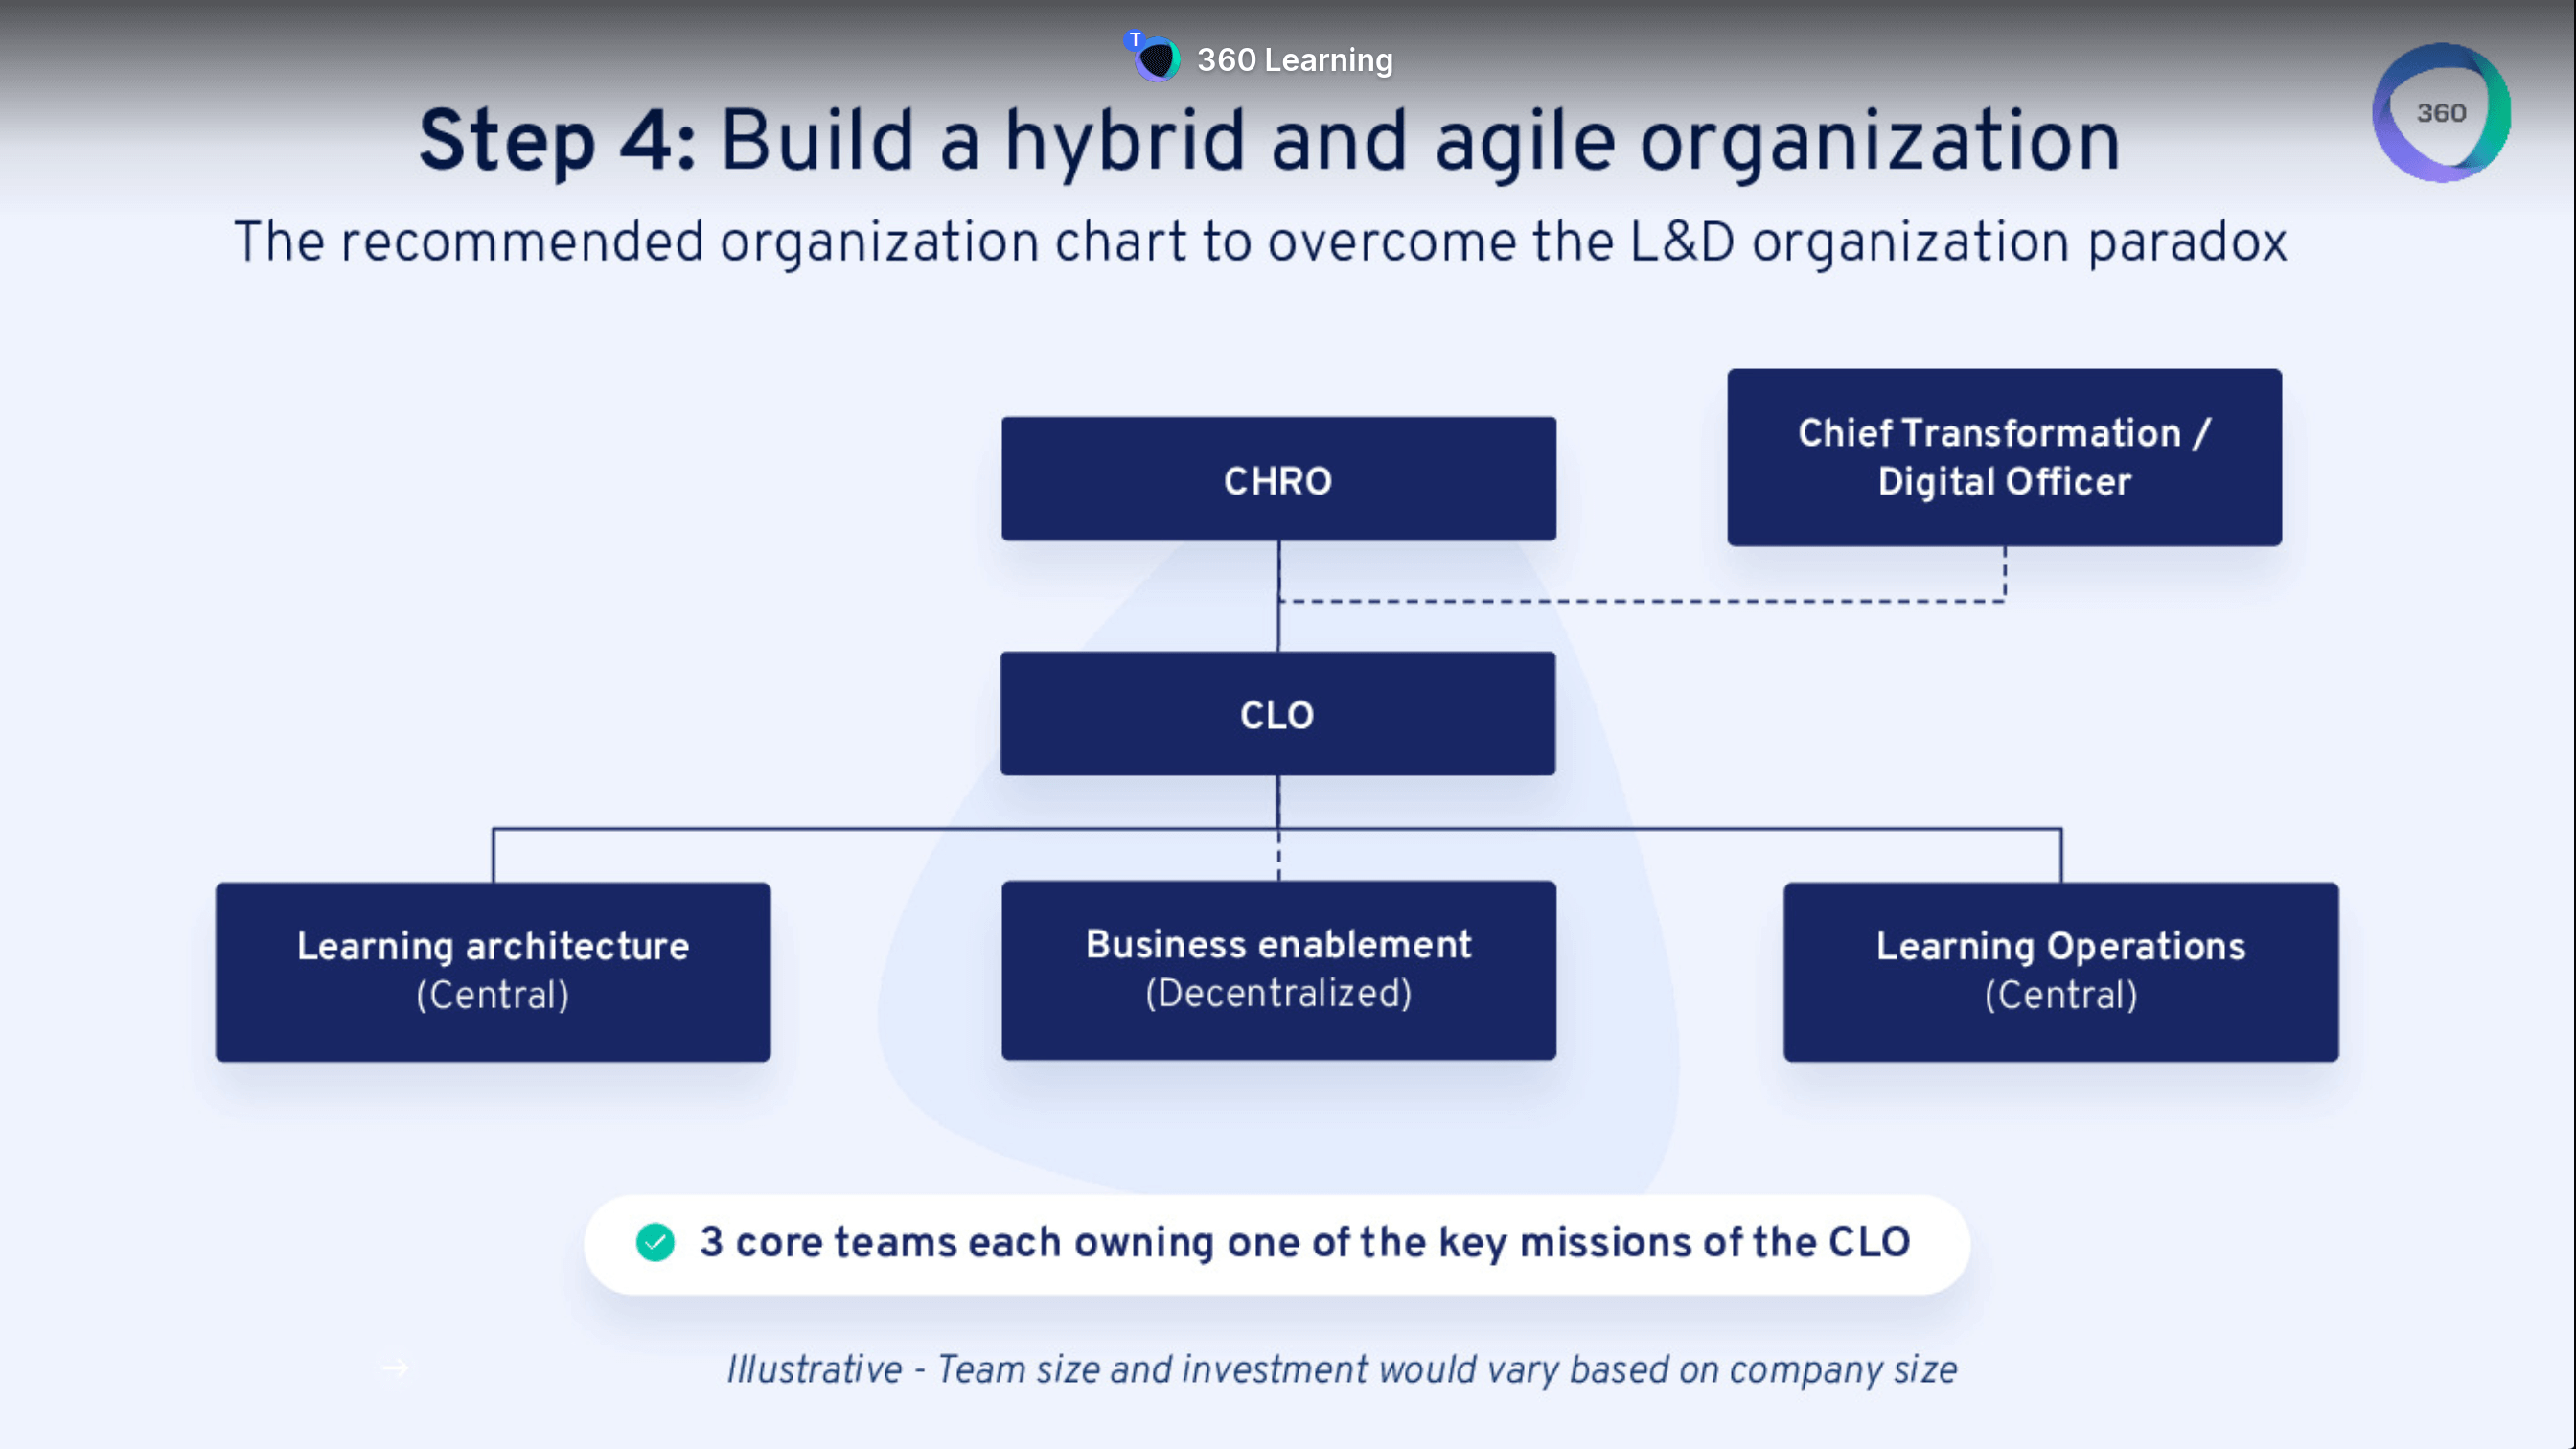 T
360 Learning
360
Step 4: Build a hybrid and agile organization
The recommended organization chart to overcome the L&D organization paradox
CHRO
Chief Transformation /
Digital Officer
CLO
Learning architecture
(Central)
Business enablement
(Decentralized)
Learning Operations
(Central)
3 core teams each owning one of the key missions of the CLO
Illustrative - Team size and investment would vary based on company size